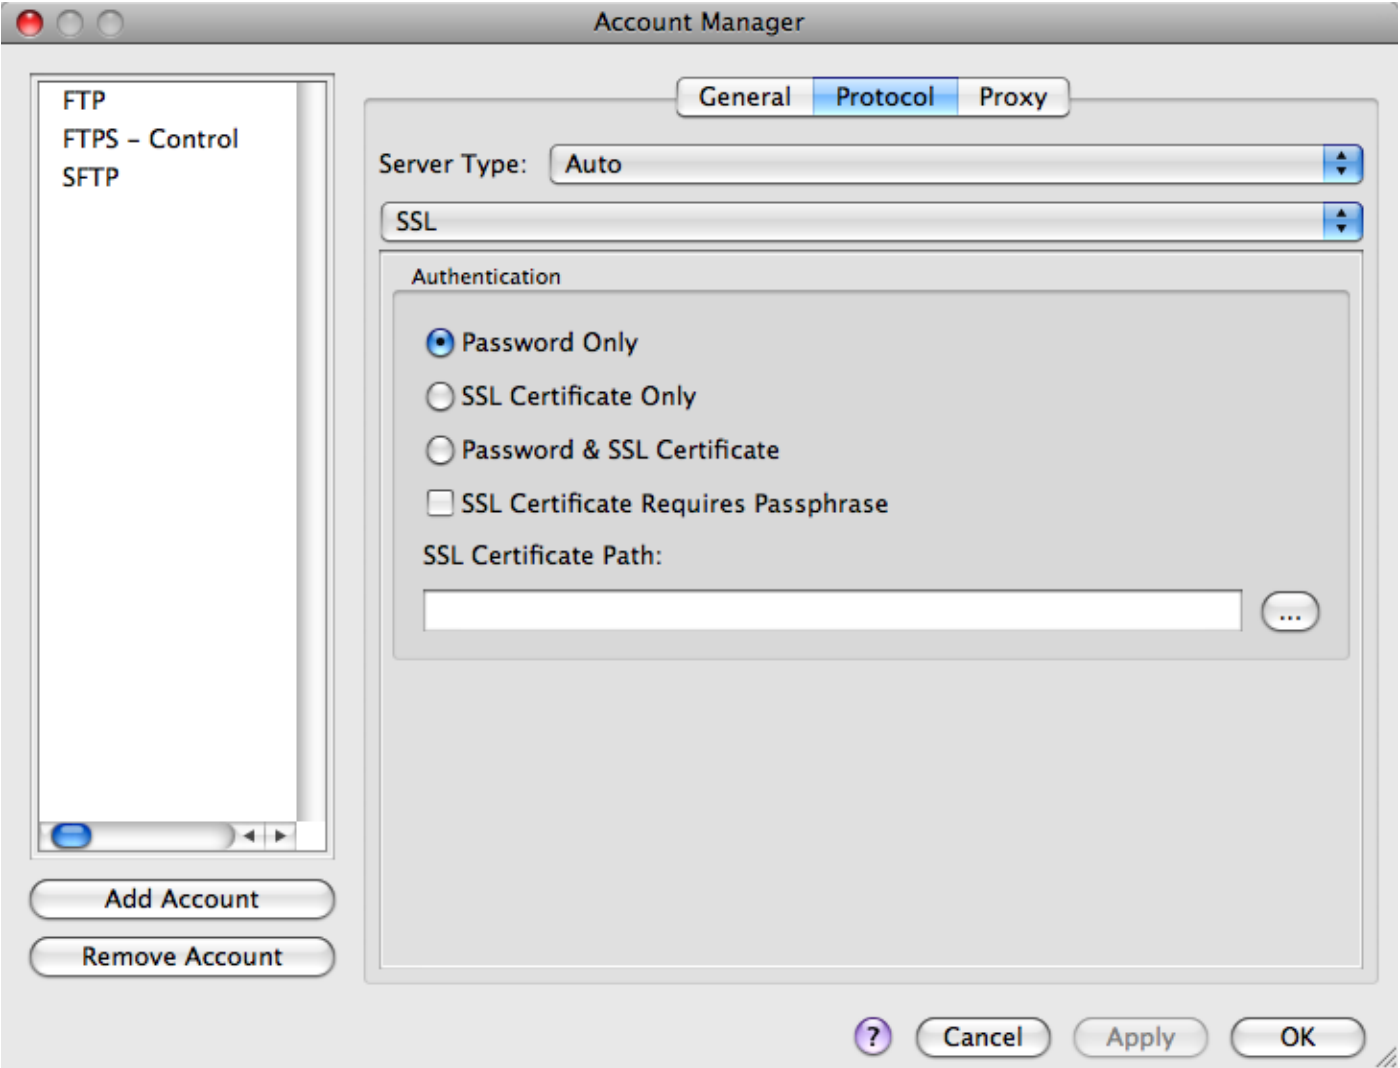 Account Manager
FTP
FTPS – Control
SFTP
Add Account
Remove Account
General Protocol Proxy
Server Type: Auto
SSL
Authentication
Password Only
SSL Certificate Only
Password & SSL Certificate
SSL Certificate Requires Passphrase
SSL Certificate Path:
...
? Cancel Apply OK